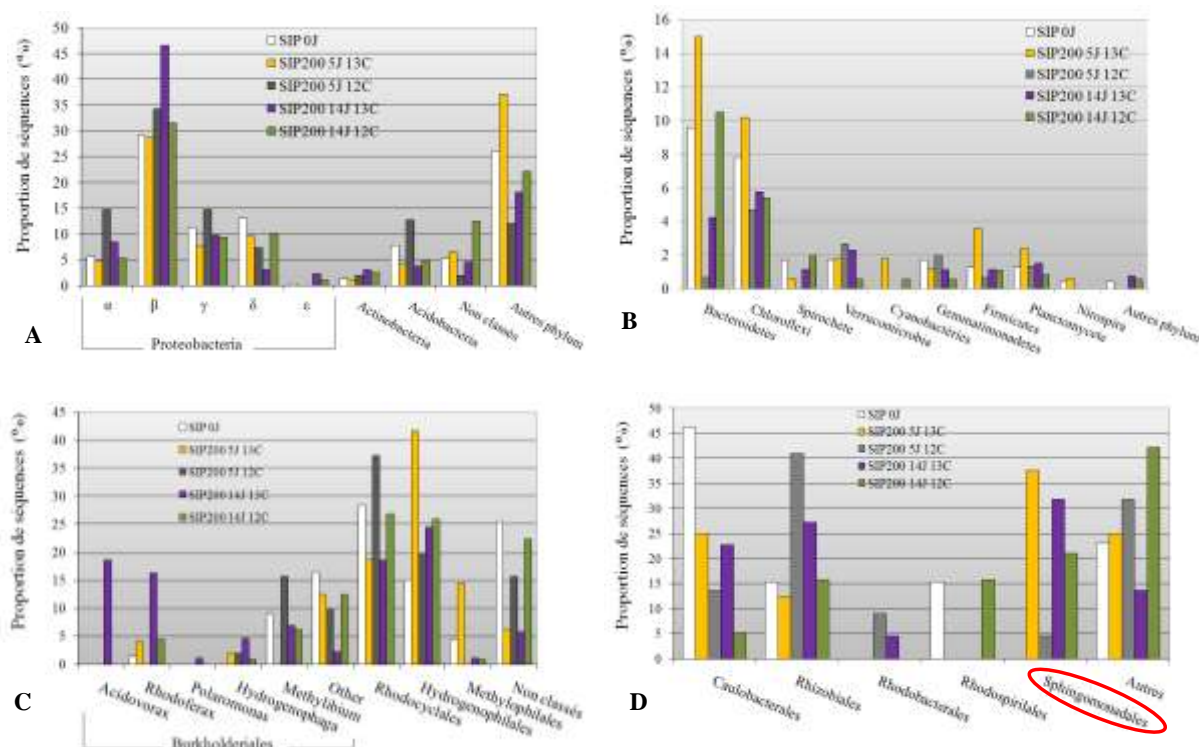 Proportion de séquences (%)
50
45
40
35
30
25
20
15
10
5
0
SIP 0J
SIP200 5J 13C
SIP200 5J 12C
SIP200 14J 13C
SIP200 14J 12C
α
β
γ
δ
ε
Actinobacteria
Acidobacteria
Non classés
Autres phylum
Proteobacteria
A
Proportion de séquences (%)
16
14
12
10
8
6
4
2
0
SIP 0J
SIP200 5J 13C
SIP200 5J 12C
SIP200 14J 13C
SIP200 14J 12C
Bacteroidetes
Chloroflexi
Spirochete
Verrucomicrobia
Cyanobactéries
Gemmatimonadetes
Firmicutes
Planctomycete
Nitrospira
Autres phylums
B
Proportion de séquences (%)
45
40
35
30
25
20
15
10
5
0
SIP 0J
SIP200 5J 13C
SIP200 5J 12C
SIP200 14J 13C
SIP200 14J 12C
Acidovorax
Rhodoferax
Polaromonas
Hydrogenophaga
Methylibium
Other
Rhodocyclales
Hydrogenophilales
Methylophilales
Non classés
Burkholderiales
C
Proportion de séquences (%)
50
45
40
35
30
25
20
15
10
5
0
SIP 0J
SIP200 5J 13C
SIP200 5J 12C
SIP200 14J 13C
SIP200 14J 12C
Caulobacterales
Rhizobiales
Rhodobacterales
Rhodospirilales
Sphingomonadales
Autres
D